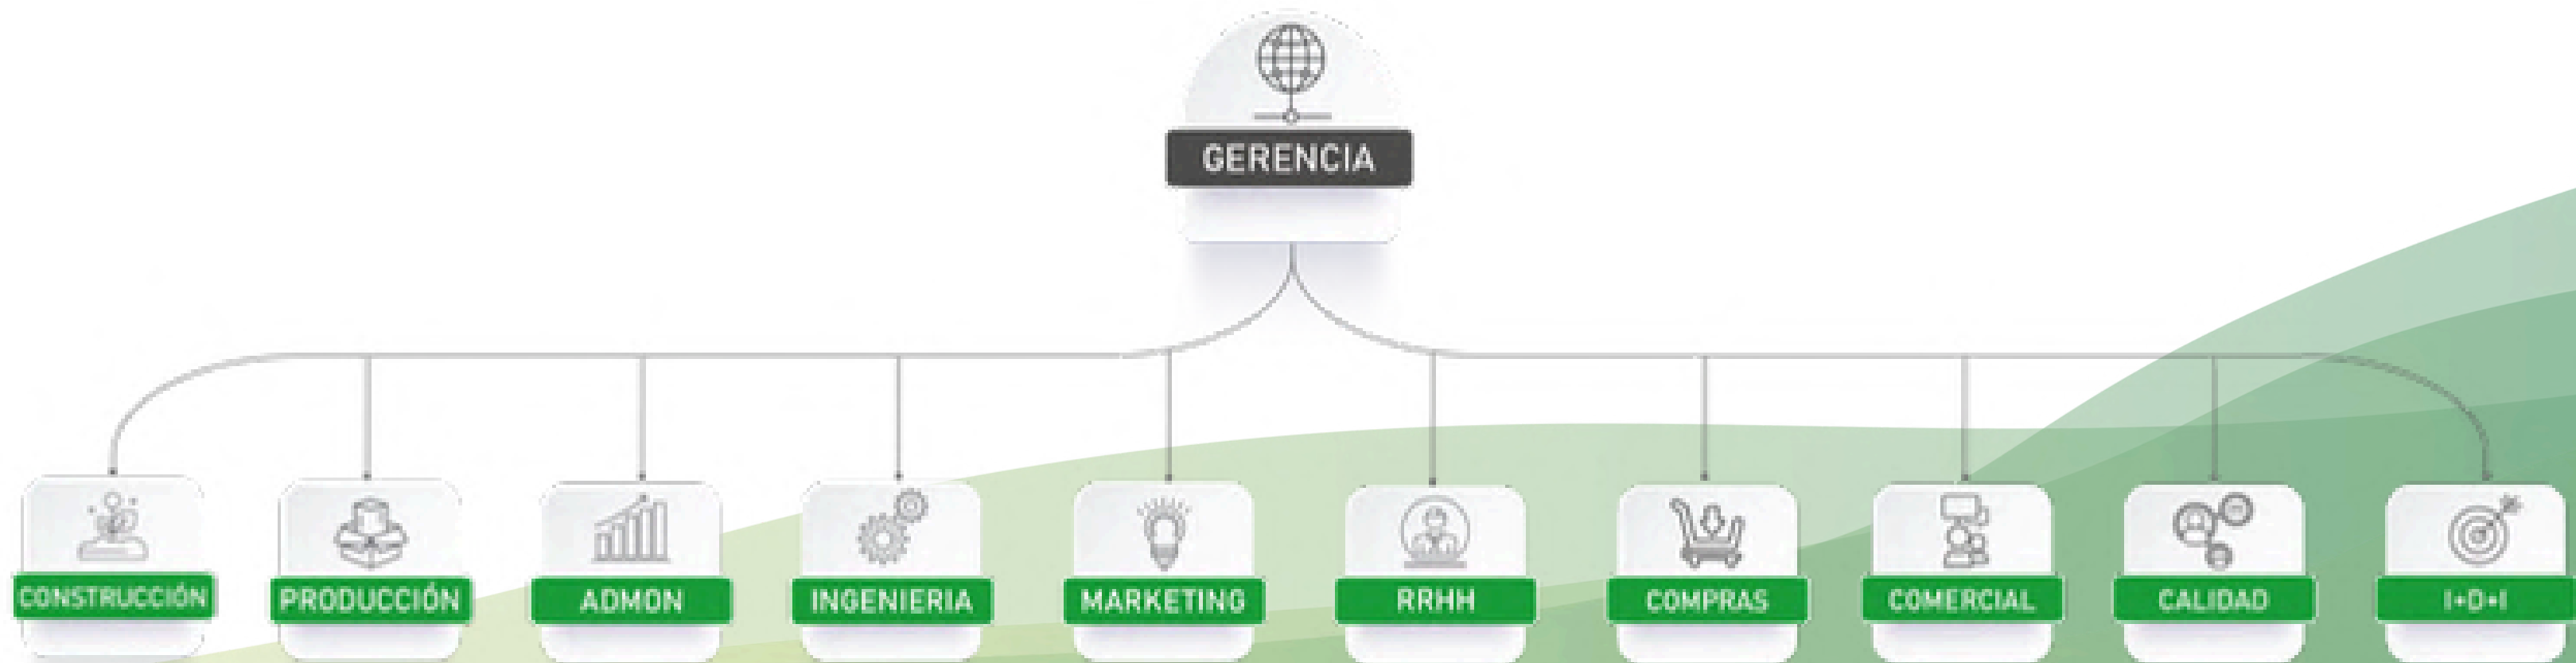 GERENCIA
CONSTRUCCIÓN
PRODUCCIÓN
ADMON
INGENIERIA
MARKETING
RRHH
COMPRAS
COMERCIAL
CALIDAD
I+D+I